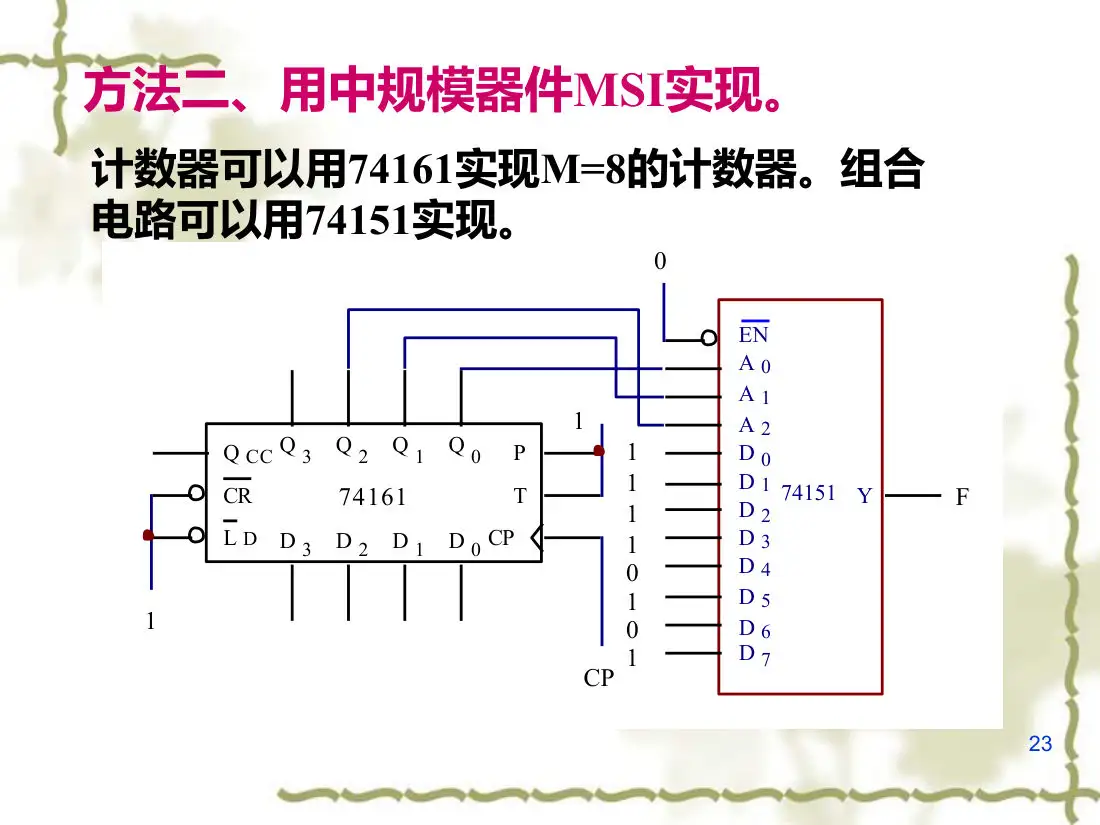 方法二、用中规模器件MSI实现。
计数器可以用74161实现M=8的计数器。组合
电路可以用74151实现。
0
EN
A 0
A 1
A 2
D 0
D 1
D 2
D 3
D 4
D 5
D 6
D 7
74151
Y
F
1
1
1
1
0
1
0
1
1
Q CC
Q 3
Q 2
Q 1
Q 0
P
CR
74161
T
L D
D 3
D 2
D 1
D 0
CP
1
CP
23